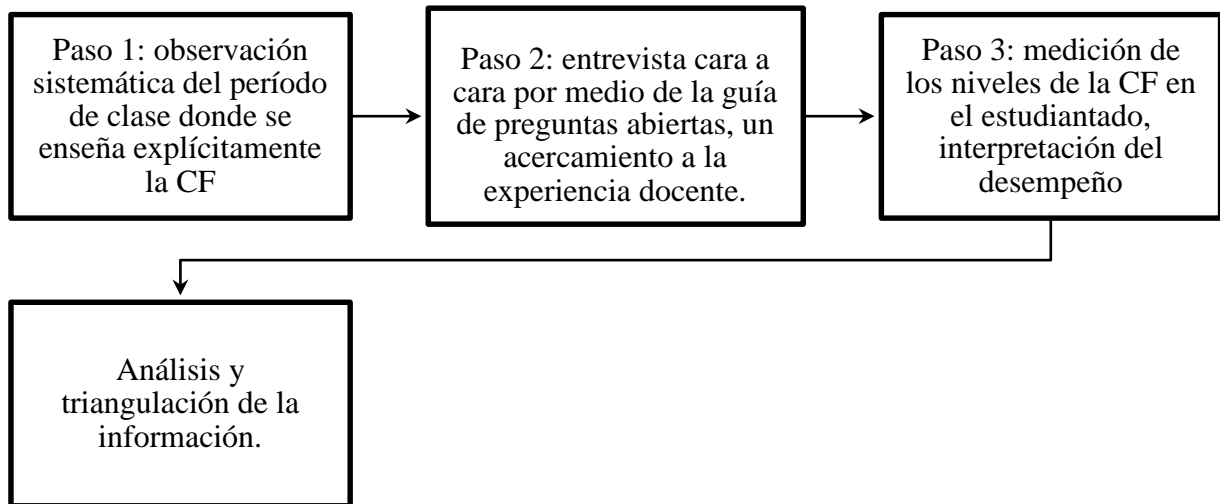 Paso 1: observación
sistemática del período
de clase donde se
enseña explícitamente
la CF
Paso 2: entrevista cara a
cara por medio de la guía
de preguntas abiertas, un
acercamiento a la
experiencia docente.
Paso 3: medición de
los niveles de la CF en
el estudiantado,
interpretación del
desempeño
Análisis y
triangulación de la
información.